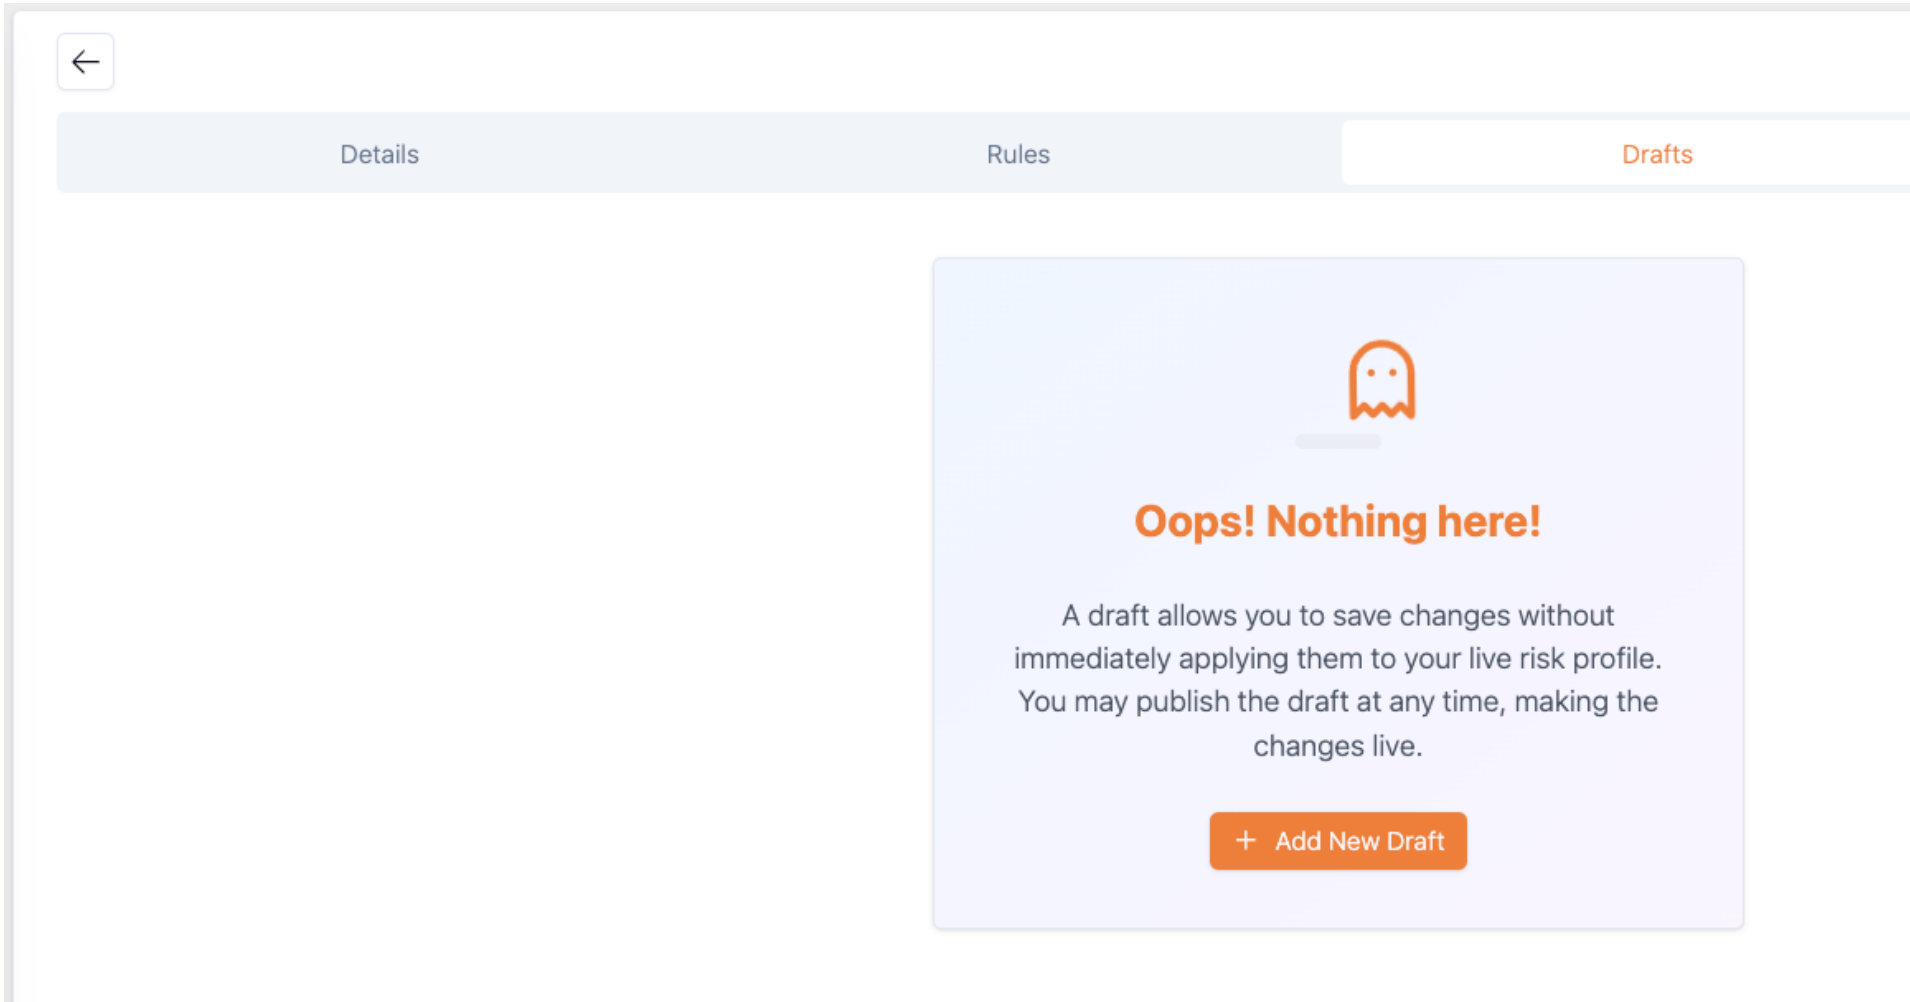 Details
Rules
Drafts
Oops! Nothing here!
A draft allows you to save changes without
immediately applying them to your live risk profile.
You may publish the draft at any time, making the
changes live.
+ Add New Draft